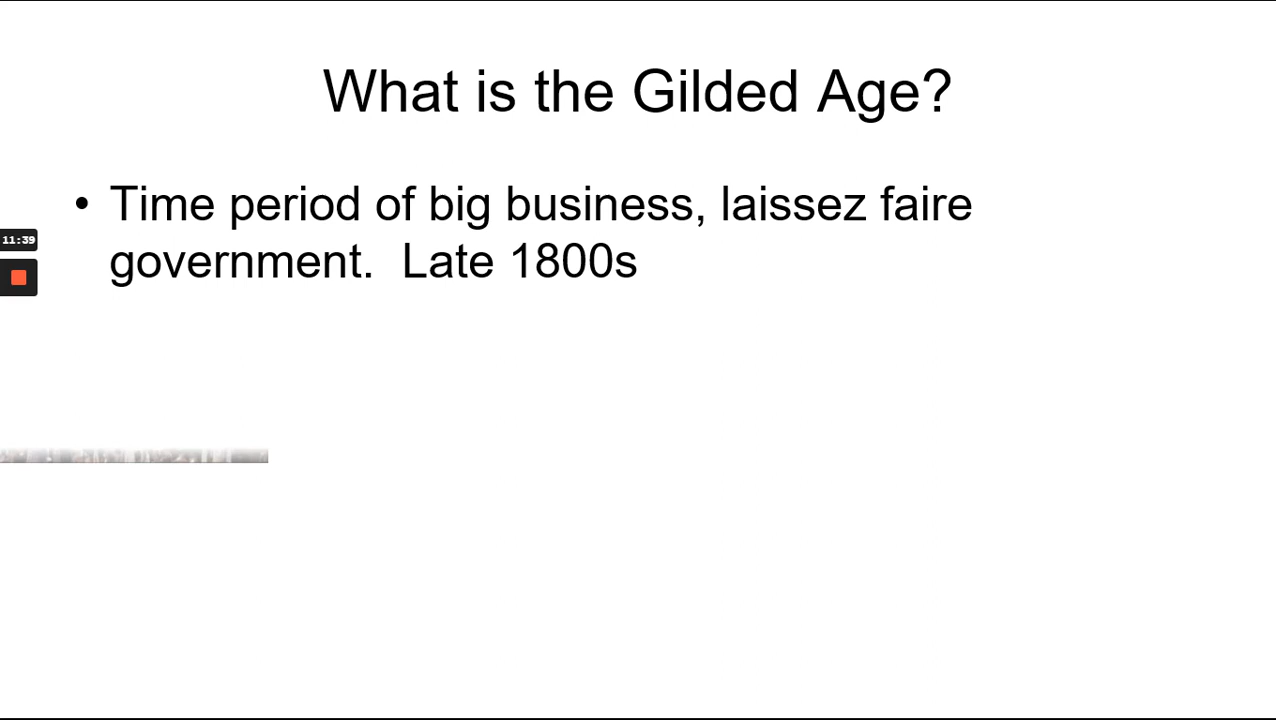 What is the Gilded Age?
• Time period of big business, laissez faire
government.  Late 1800s
11:39